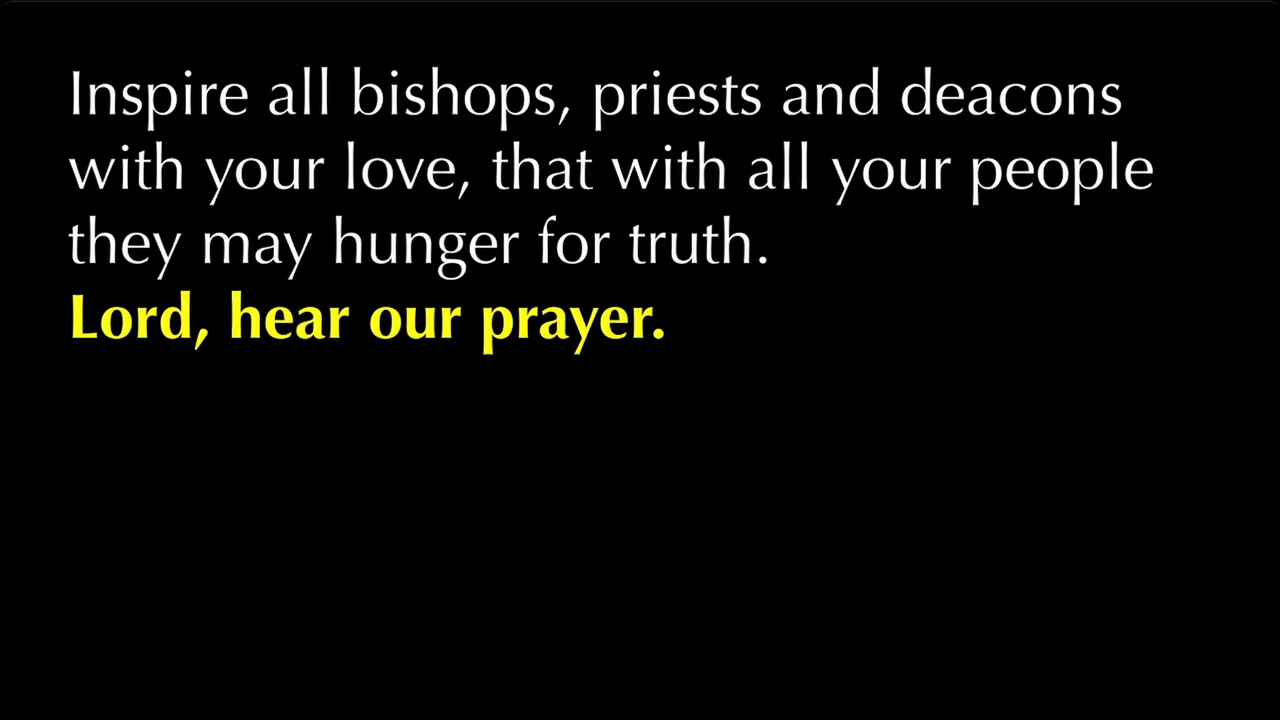 Inspire all bishops, priests and deacons
with your love, that with all your people
they may hunger for truth.
Lord, hear our prayer.